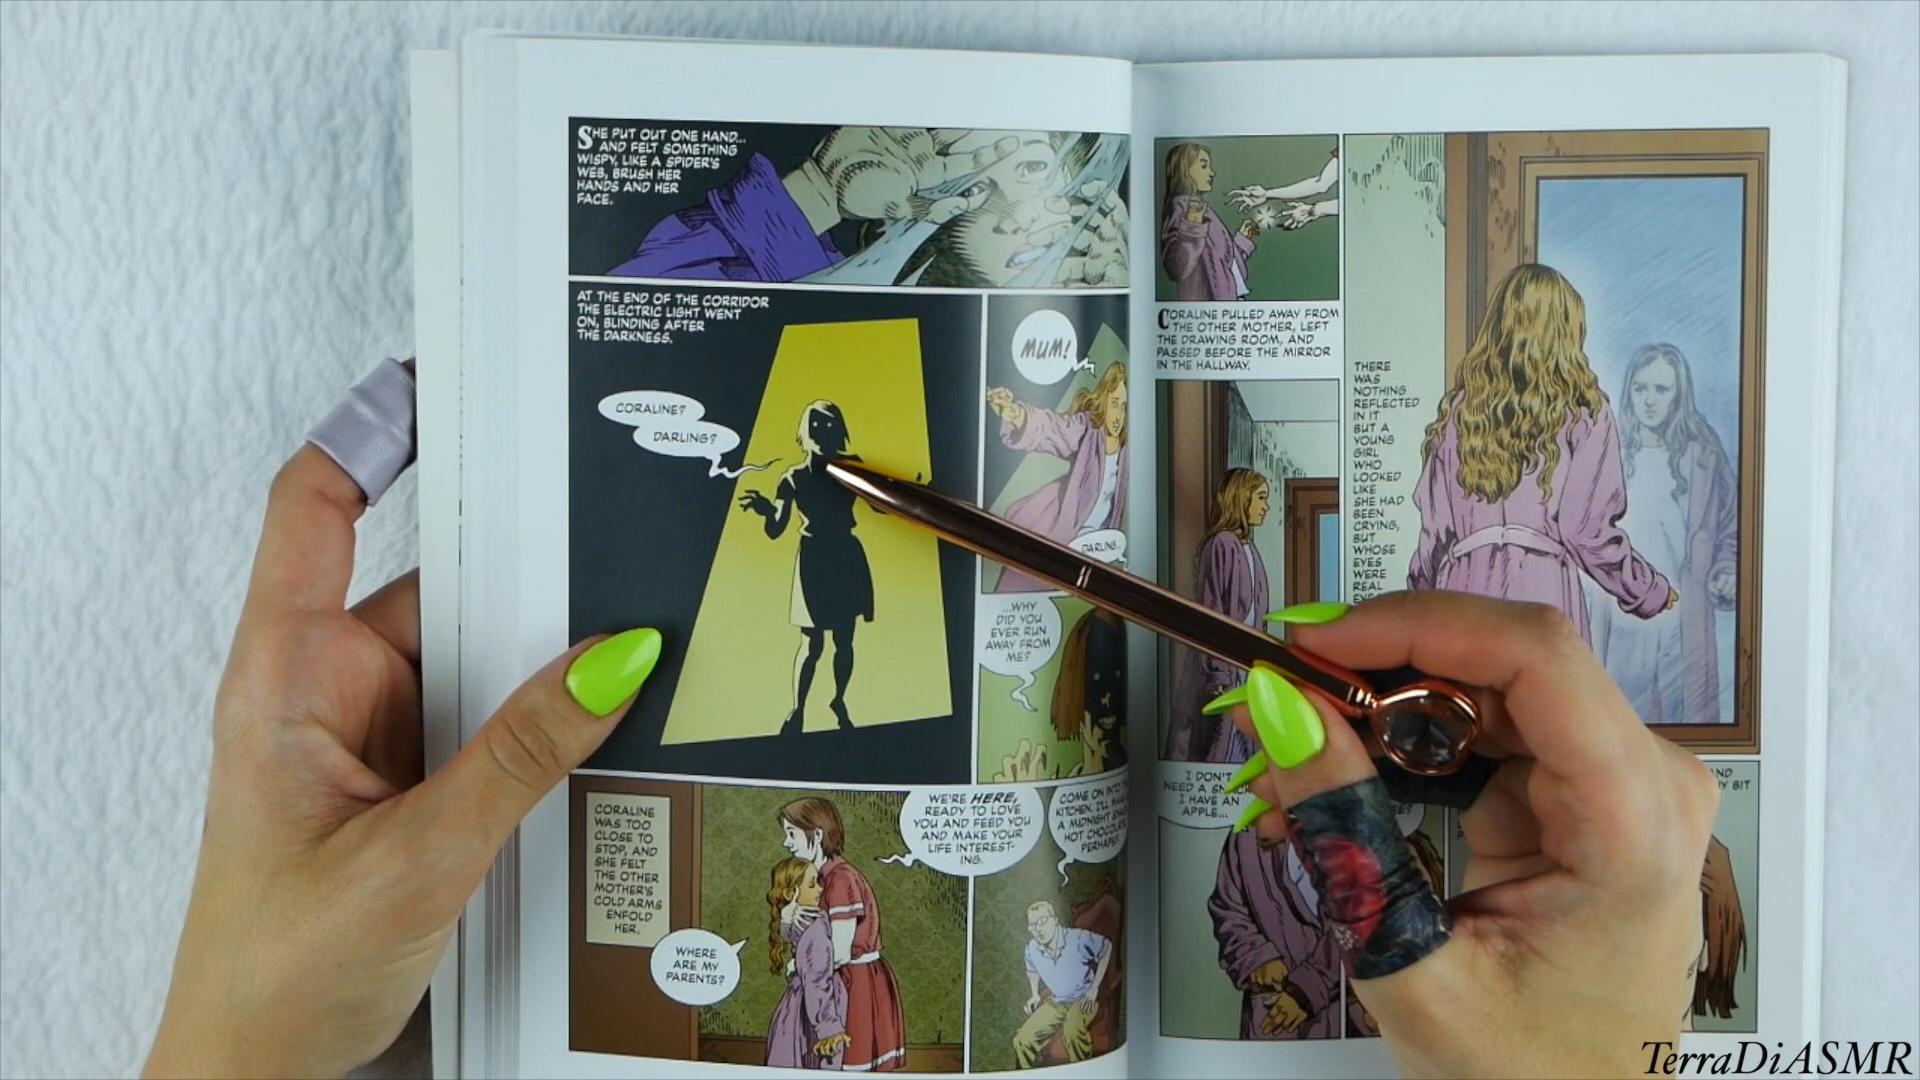 SHE PUT OUT ONE HAND...
AND FELT SOMETHING
WISPY, LIKE A SPIDER'S
WEB, BRUSH HER
HANDS AND HER
FACE.
AT THE END OF THE CORRIDOR
THE ELECTRIC LIGHT WENT
ON, BLINDING AFTER
THE DARKNESS.
CORALINE?
DARLING?
MUM!
DARLING...
...WHY
DID YOU
EVER RUN
AWAY FROM
ME?
CORALINE
WAS TOO
CLOSE TO
STOP, AND
SHE FELT
THE OTHER
MOTHER'S
COLD ARMS
ENFOLD
HER.
WHERE
ARE MY
PARENTS?
WE'RE HERE,
READY TO LOVE
YOU AND FEED YOU
AND MAKE YOUR
LIFE INTEREST-
ING.
COME ON INTO
KITCHEN. I'LL
A MIDNIGHT
HOT CHOCOLATE
PERHAPS?
CORALINE PULLED AWAY FROM
THE OTHER MOTHER, LEFT
THE DRAWING ROOM, AND
PASSED BEFORE THE MIRROR
IN THE HALLWAY.
THERE
WAS
NOTHING
REFLECTED
IN IT
BUT A
YOUNG
GIRL
WHO
LOOKED
LIKE
SHE HAD
BEEN
CRYING,
BUT
WHOSE
EYES
WERE
REAL
I DON'T
NEED A
I HAVE AN
APPLE...
BIT
TerraDiASMR